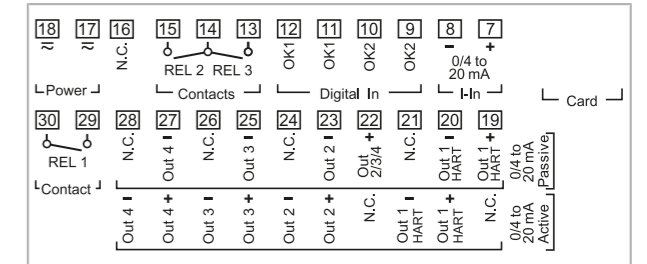 18 17 16 15 14 13 12 11 10 9 8 7
≂ ≂ N.C. OK1 OK1 OK2 OK2 − +
REL 2 REL 3 0/4 to
20 mA
Power Contacts Digital In I-In Card
30 29 28 27 26 25 24 23 22 21 20 19
REL 1 N.C. Out 4 − N.C. Out 3 − N.C. Out 2 − Out 2/3/4 + N.C. Out 1 − HART Out 1 + HART 0/4 to 20 mA Passive
Contact
Out 4 − Out 4 + Out 3 − Out 3 + Out 2 − Out 2 + N.C. Out 1 − HART Out 1 + HART N.C. 0/4 to 20 mA Active